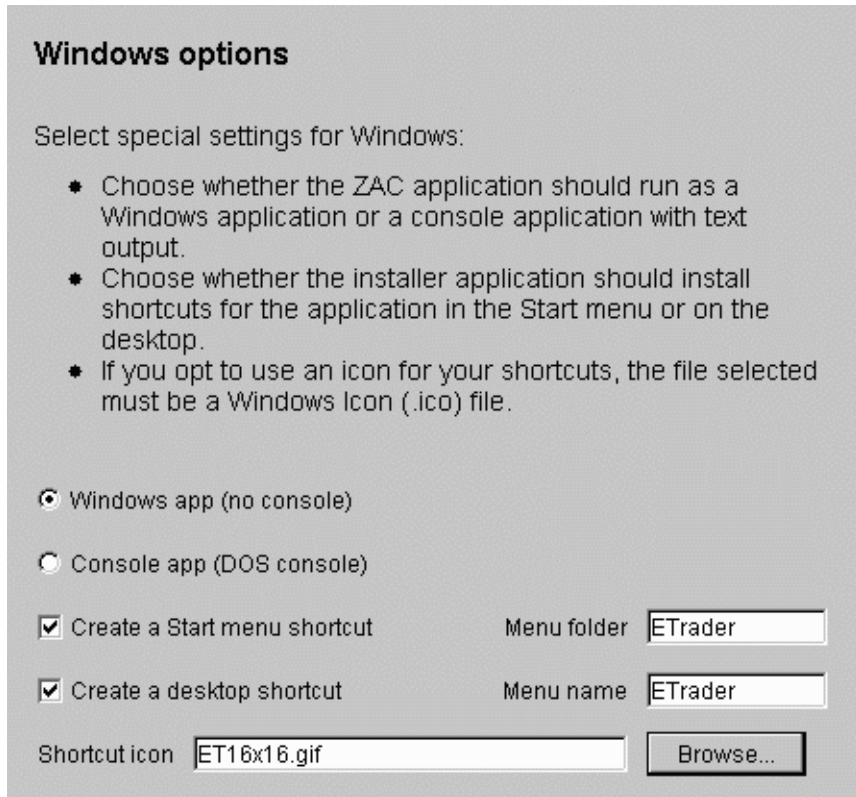 Windows options
Select special settings for Windows:
Choose whether the ZAC application should run as a
Windows application or a console application with text
output.
Choose whether the installer application should install
shortcuts for the application in the Start menu or on the
desktop.
If you opt to use an icon for your shortcuts, the file selected
must be a Windows Icon (.ico) file.
Windows app (no console)
Console app (DOS console)
Create a Start menu shortcut Menu folder ETrader
Create a desktop shortcut Menu name ETrader
Shortcut icon ET16x16.gif Browse...